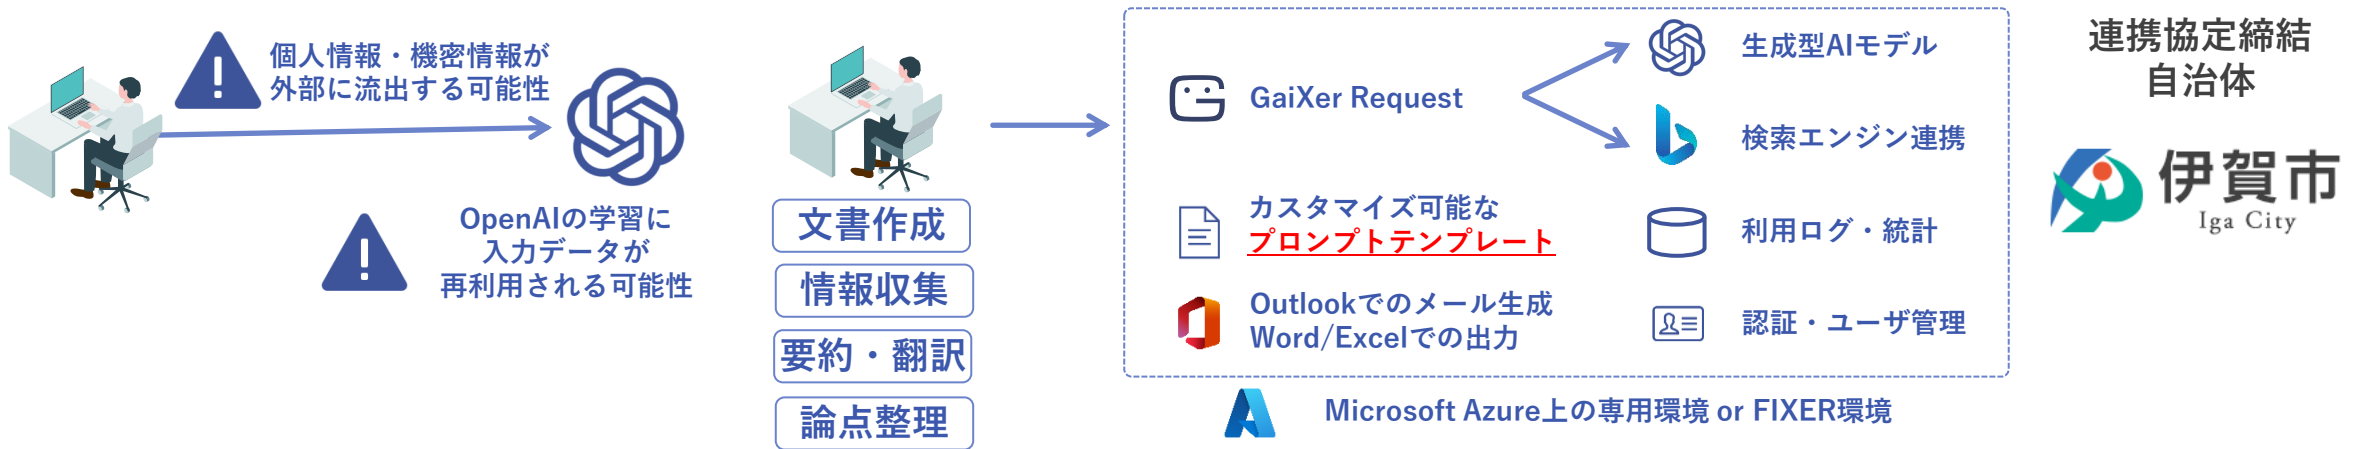 個人情報・機密情報が
外部に流出する可能性
OpenAIの学習に
入力データが
再利用される可能性
文書作成
情報収集
要約・翻訳
論点整理
GaiXer Request
生成型AIモデル
検索エンジン連携
カスタマイズ可能な
プロンプトテンプレート
利用ログ・統計
Outlookでのメール生成
Word/Excelでの出力
認証・ユーザ管理
Microsoft Azure上の専用環境 or FIXER環境
連携協定締結
自治体
伊賀市
Iga City